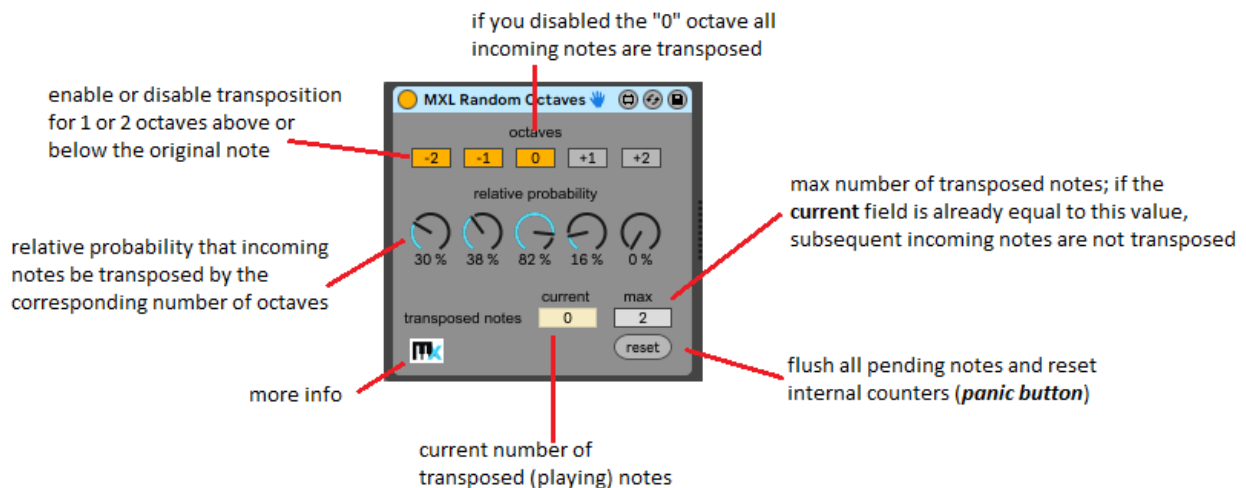 if you disabled the "0" octave all
incoming notes are transposed
enable or disable transposition
for 1 or 2 octaves above or
below the original note
MXL Random Octaves
octaves
-2 -1 0 +1 +2
relative probability
30 % 38 % 82 % 16 % 0 %
current max
transposed notes 0 2
mx reset
relative probability that incoming
notes be transposed by the
corresponding number of octaves
max number of transposed notes; if the
current field is already equal to this value,
subsequent incoming notes are not transposed
more info
flush all pending notes and reset
internal counters (panic button)
current number of
transposed (playing) notes